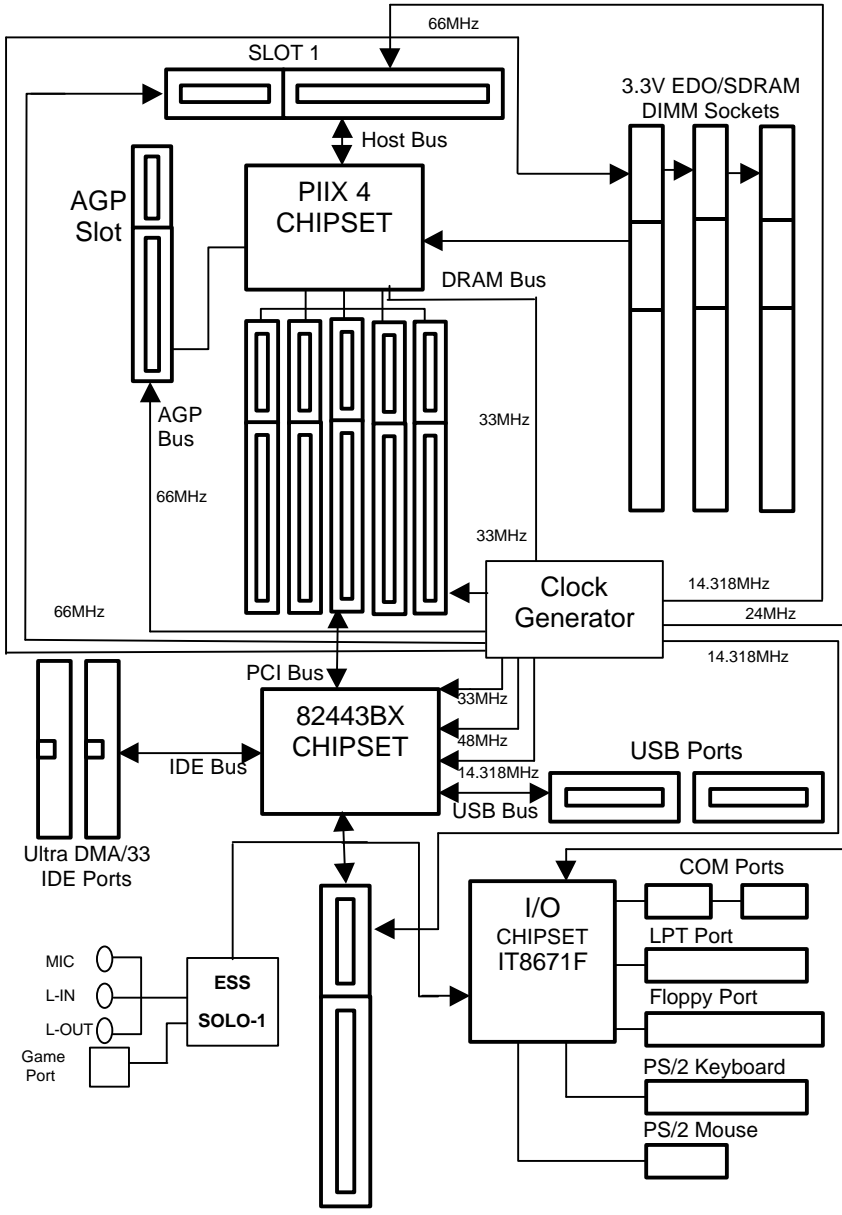 66MHz
SLOT 1
3.3V EDO/SDRAM
DIMM Sockets
Host Bus
AGP
Slot
PIIX 4
CHIPSET
DRAM Bus
AGP
Bus
33MHz
66MHz
33MHz
Clock
Generator
14.318MHz
24MHz
66MHz
14.318MHz
PCI Bus
33MHz
82443BX
CHIPSET
48MHz
IDE Bus
14.318MHz
USB Ports
USB Bus
Ultra DMA/33
IDE Ports
COM Ports
I/O
CHIPSET
IT8671F
LPT Port
MIC
ESS
L-IN
SOLO-1
Floppy Port
L-OUT
Game
Port
PS/2 Keyboard
PS/2 Mouse